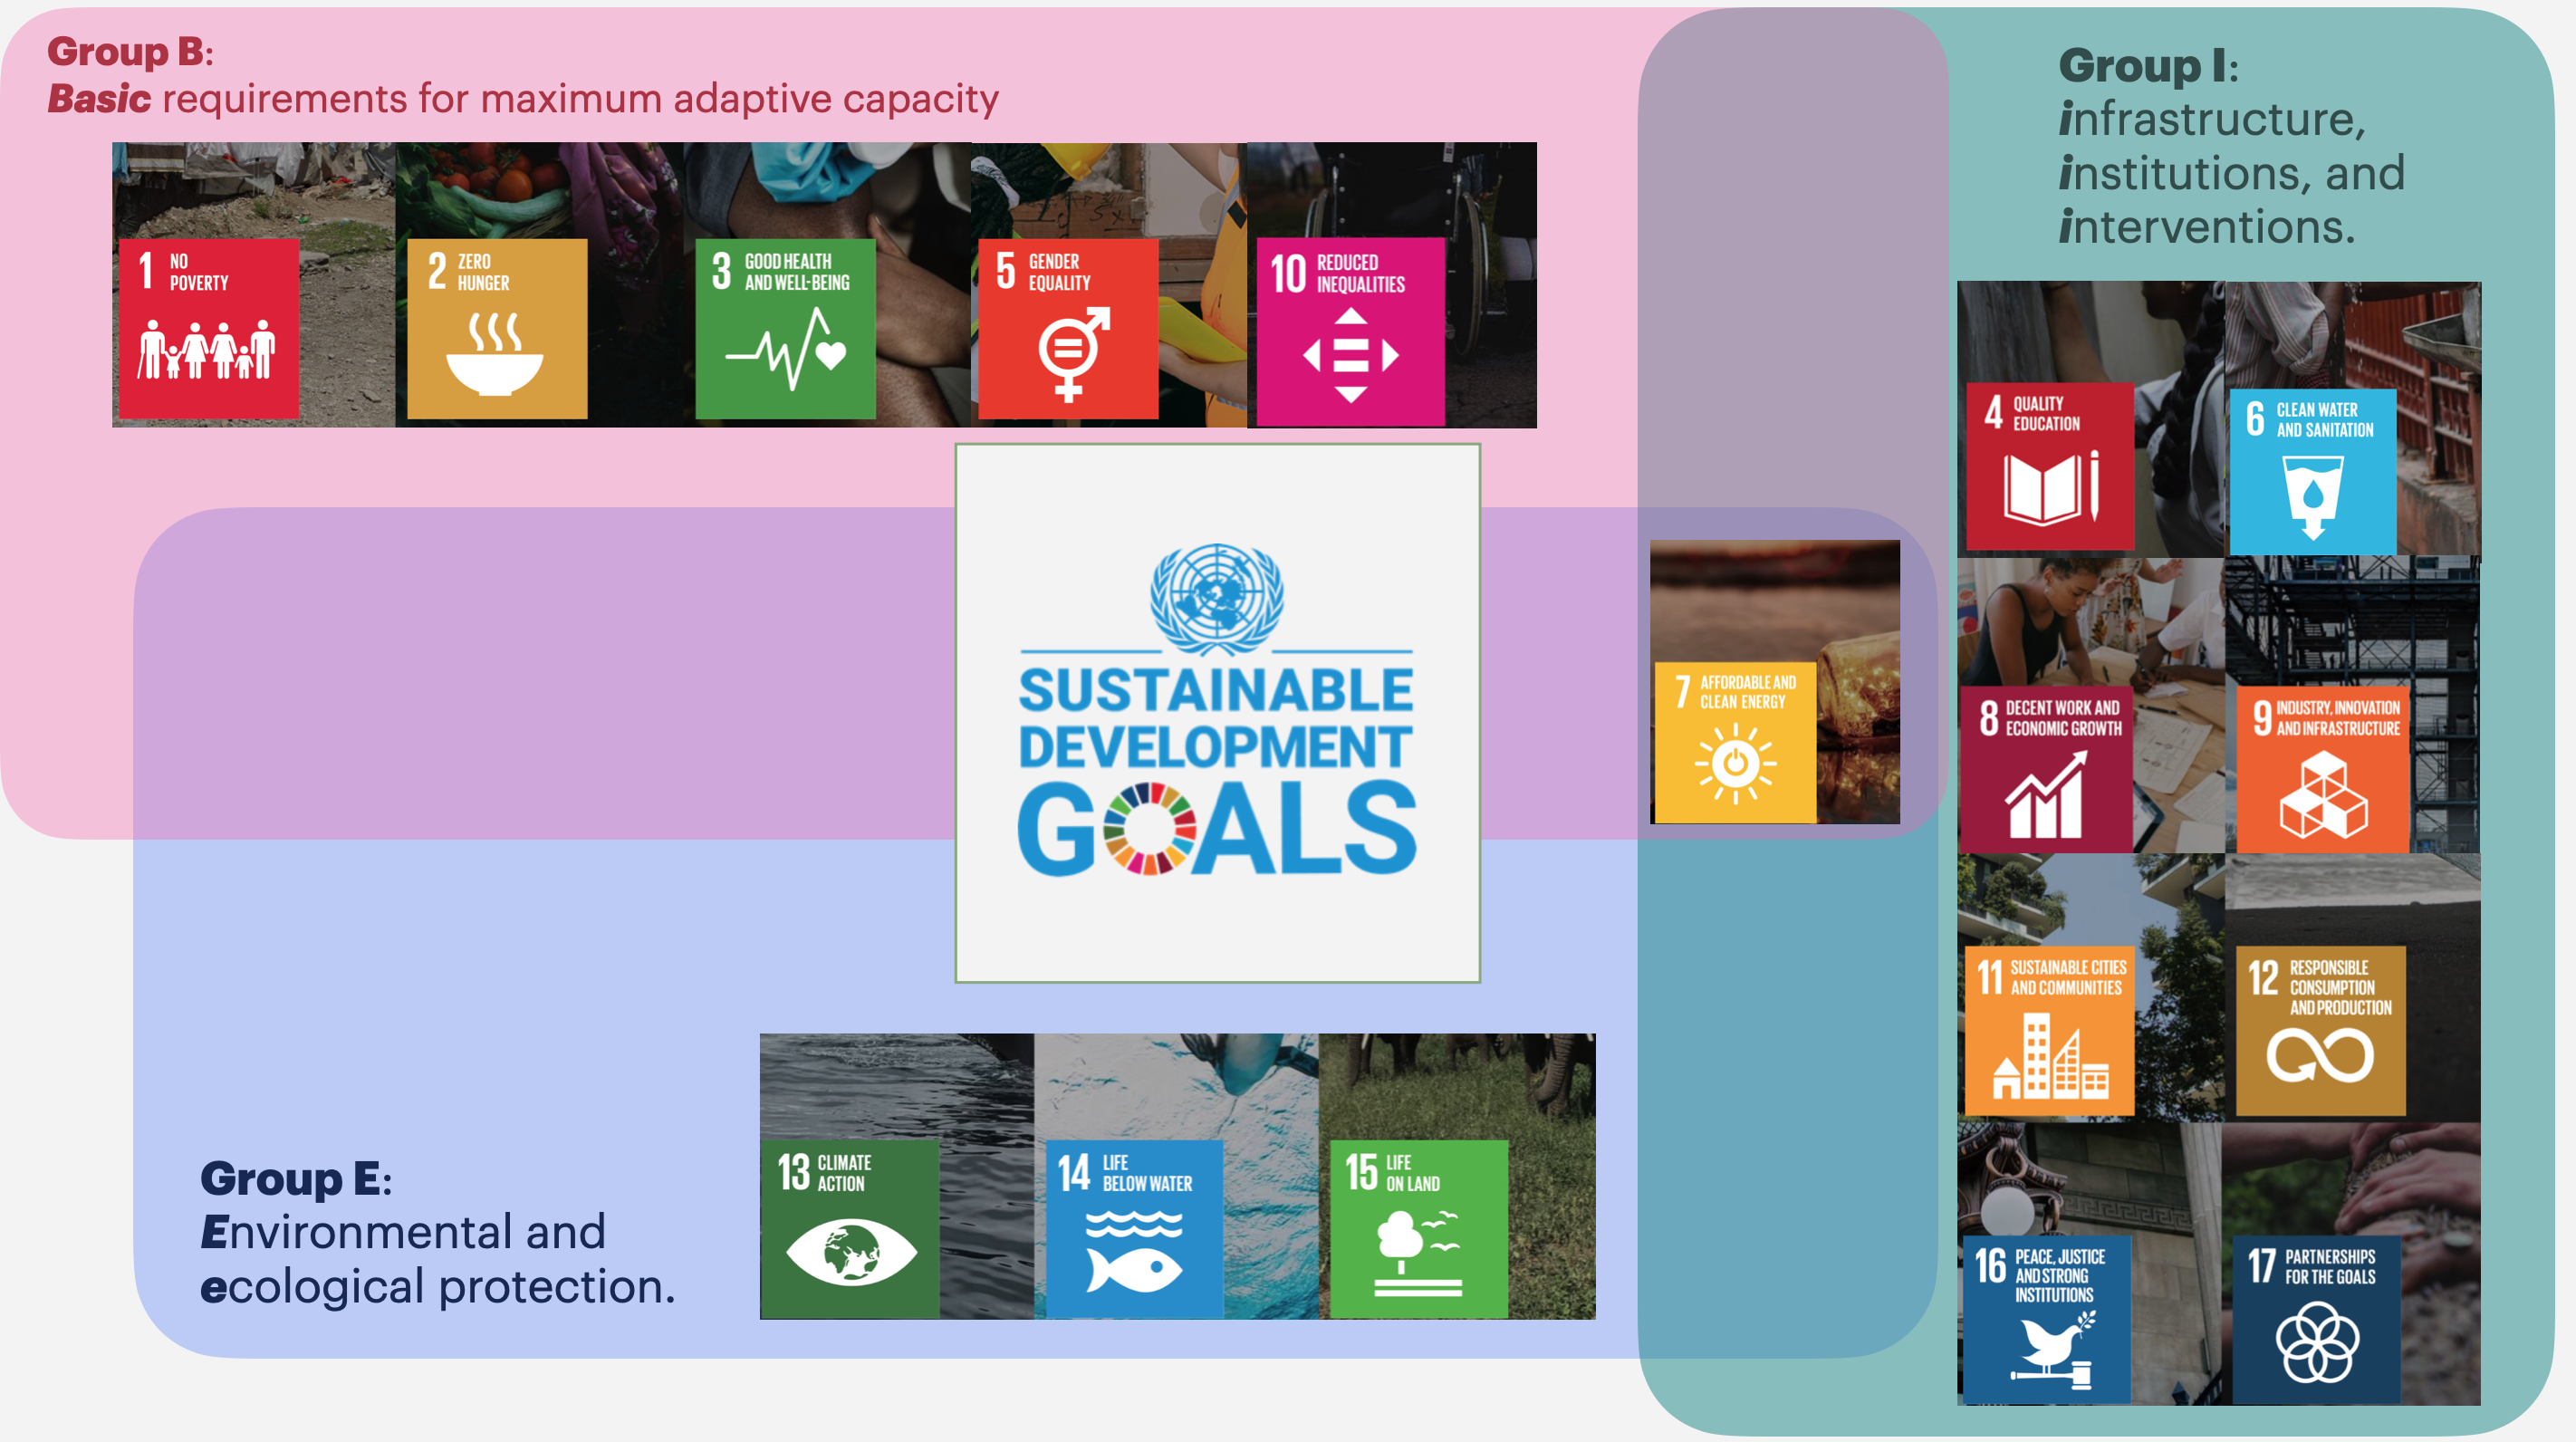 Group B:
Basic requirements for maximum adaptive capacity
1 NO
POVERTY
2 ZERO
HUNGER
3 GOOD HEALTH
AND WELL-BEING
5 GENDER
EQUALITY
10 REDUCED
INEQUALITIES
Group I:
infrastructure,
institutions, and
interventions.
4 QUALITY
EDUCATION
6 CLEAN WATER
AND SANITATION
SUSTAINABLE
DEVELOPMENT
GOALS
7 AFFORDABLE AND
CLEAN ENERGY
8 DECENT WORK AND
ECONOMIC GROWTH
9 INDUSTRY, INNOVATION
AND INFRASTRUCTURE
11 SUSTAINABLE CITIES
AND COMMUNITIES
12 RESPONSIBLE
CONSUMPTION
AND PRODUCTION
Group E:
Environmental and
ecological protection.
13 CLIMATE
ACTION
14 LIFE
BELOW WATER
15 LIFE
ON LAND
16 PEACE, JUSTICE
AND STRONG
INSTITUTIONS
17 PARTNERSHIPS
FOR THE GOALS